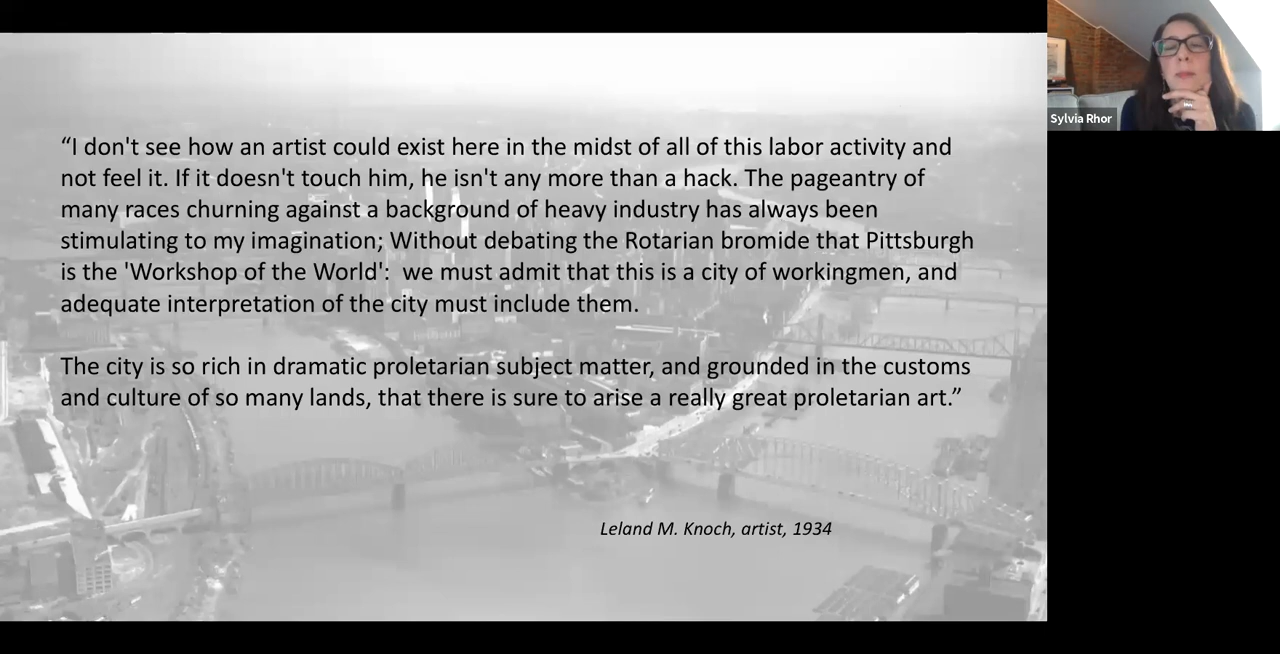 “I don't see how an artist could exist here in the midst of all of this labor activity and
not feel it. If it doesn't touch him, he isn't any more than a hack. The pageantry of
many races churning against a background of heavy industry has always been
stimulating to my imagination; Without debating the Rotarian bromide that Pittsburgh
is the 'Workshop of the World':  we must admit that this is a city of workingmen, and
adequate interpretation of the city must include them.
The city is so rich in dramatic proletarian subject matter, and grounded in the customs
and culture of so many lands, that there is sure to arise a really great proletarian art.”
Leland M. Knoch, artist, 1934
Sylvia Rhor